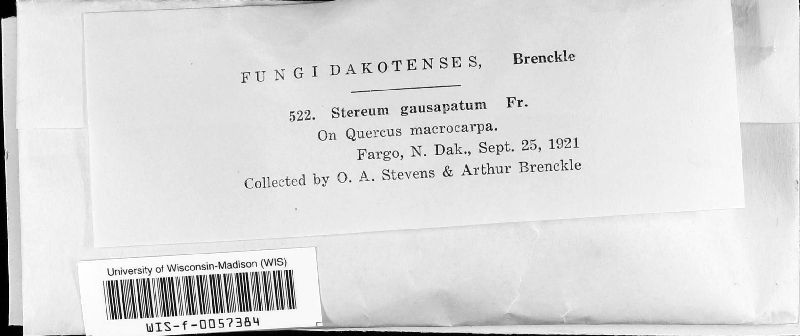 FUNGI DAKOTENSES, Brenckle
522. Stereum gausapatum Fr.
On Quercus macrocarpa.
Fargo, N. Dak., Sept. 25, 1921
Collected by O. A. Stevens & Arthur Brenckle
University of Wisconsin-Madison (WIS)
WIS-f-0057384